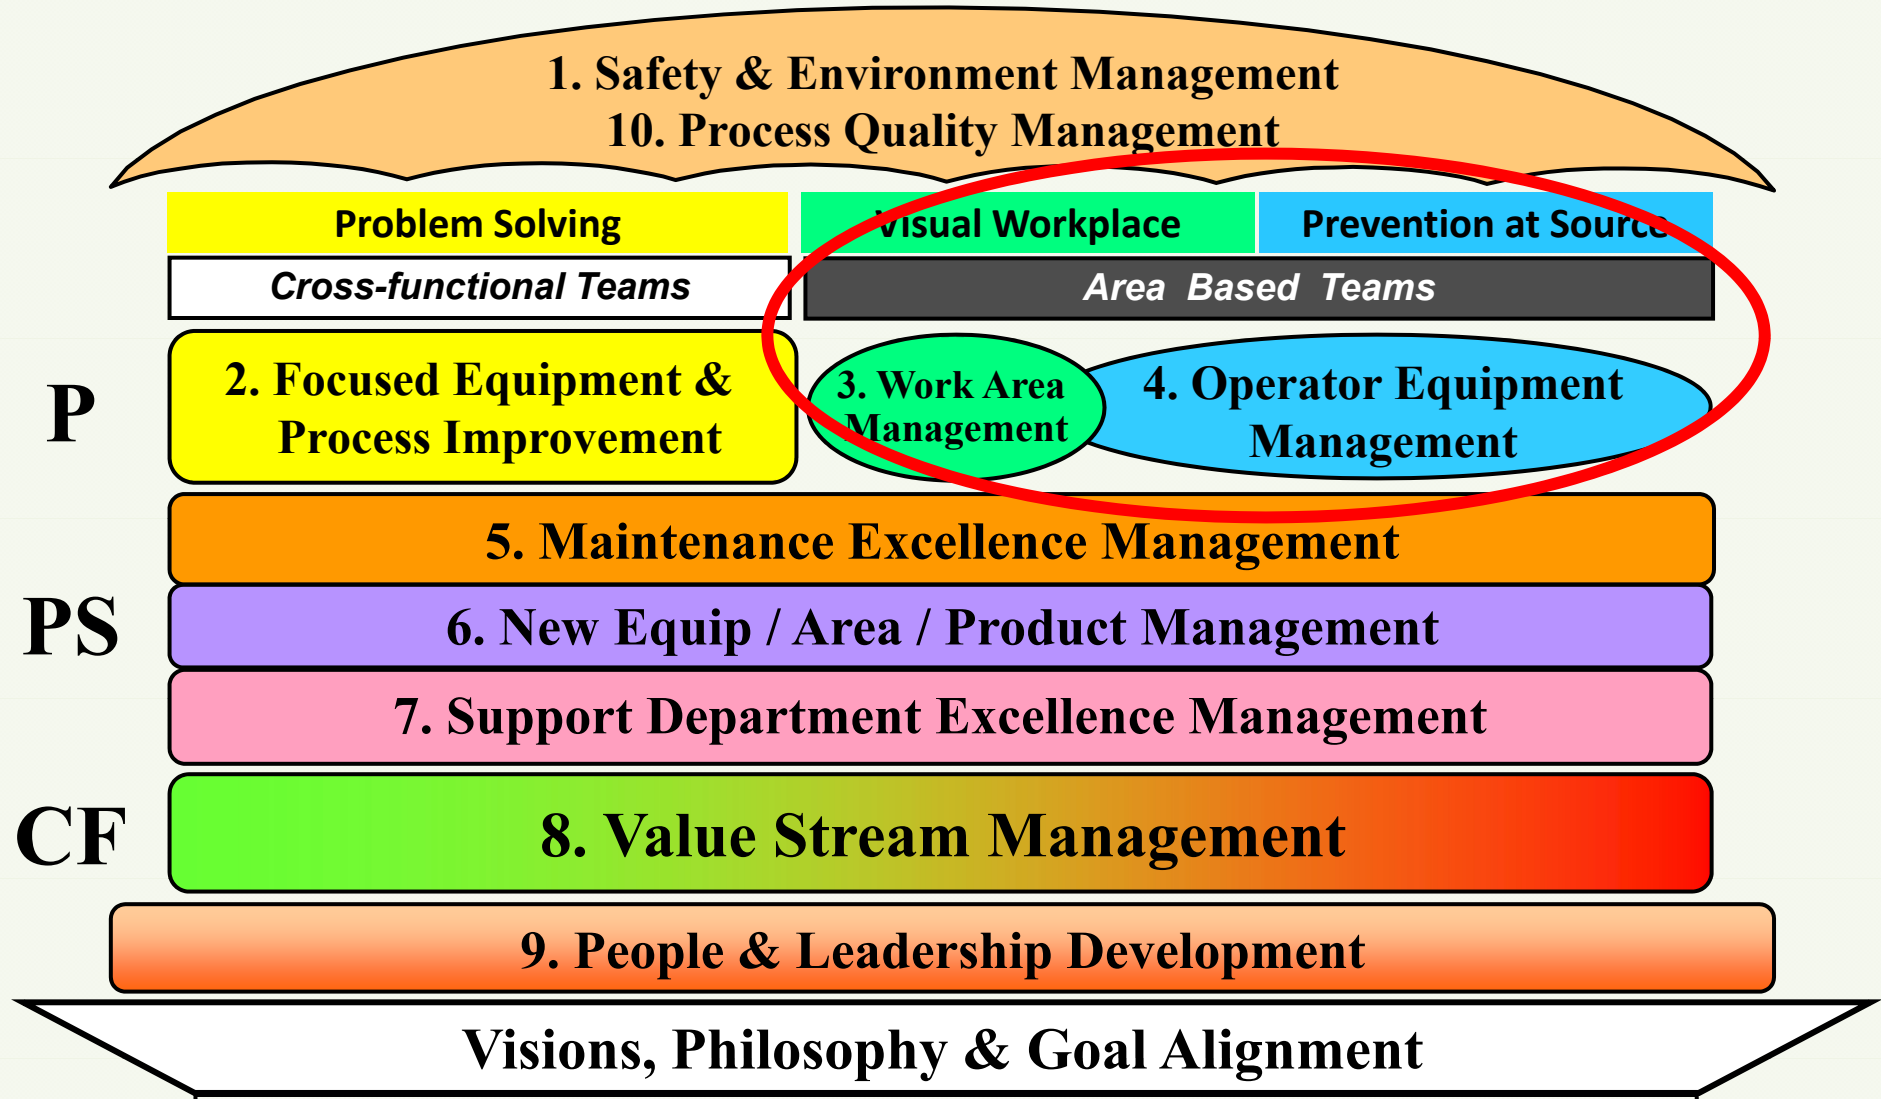 1. Safety & Environment Management
10. Process Quality Management
Problem Solving
Visual Workplace
Prevention at Source
Cross-functional Teams
Area Based Teams
P
2. Focused Equipment &
Process Improvement
3. Work Area
Management
4. Operator Equipment
Management
5. Maintenance Excellence Management
PS
6. New Equip / Area / Product Management
7. Support Department Excellence Management
CF
8. Value Stream Management
9. People & Leadership Development
Visions, Philosophy & Goal Alignment